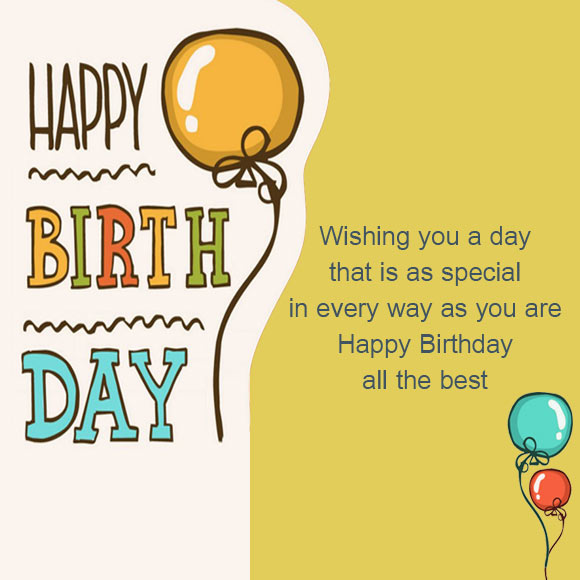 HAPPY
BIRTH
DAY
Wishing you a day
that is as special
in every way as you are
Happy Birthday
all the best